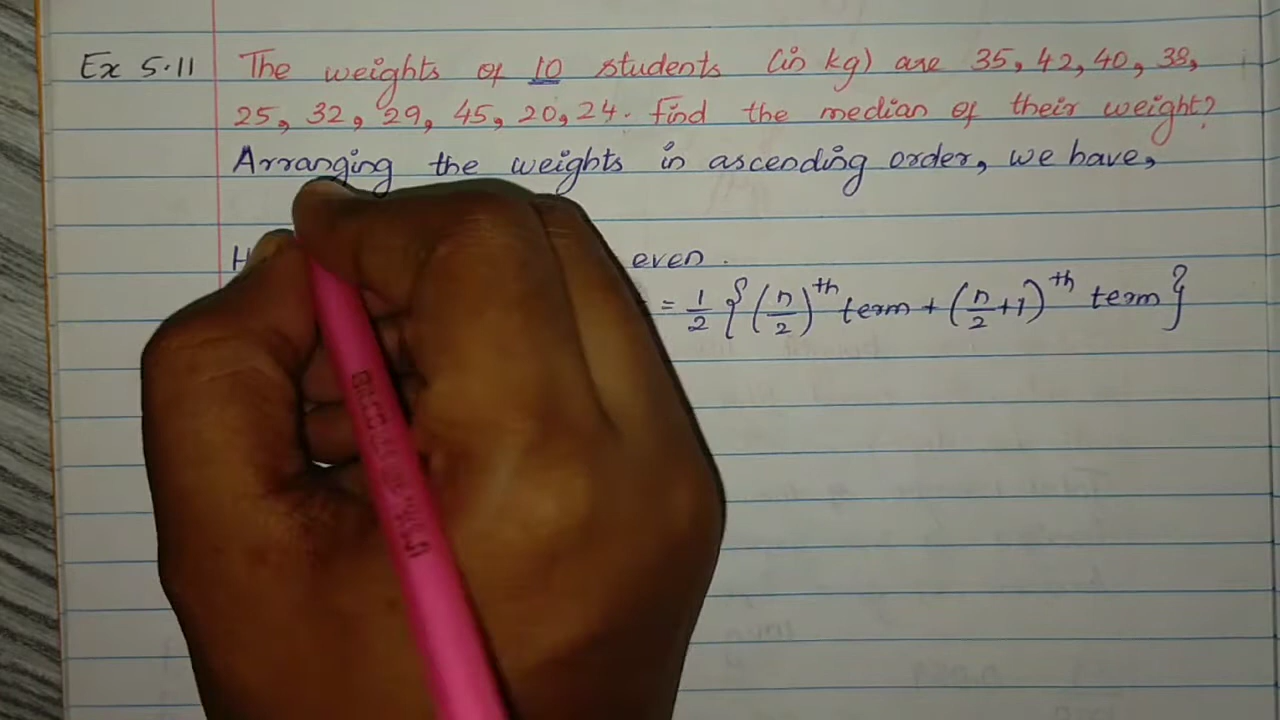 Ex 5.11 The weights of 10 students (in kg) are 35, 42, 40, 38,
25, 32, 29, 45, 20, 24. Find the median of their weight?
Arranging the weights in ascending order, we have,
even.
= 1/2 {(n/2)th term + (n/2+1)th term}